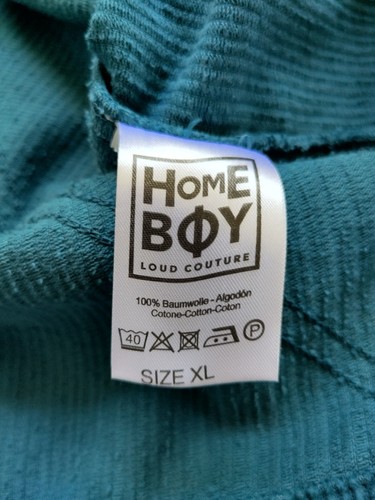 HOME
BOY
LOUD COUTURE
100% Baumwolle - Algodón
Cotone-Cotton-Coton
40 P
SIZE XL